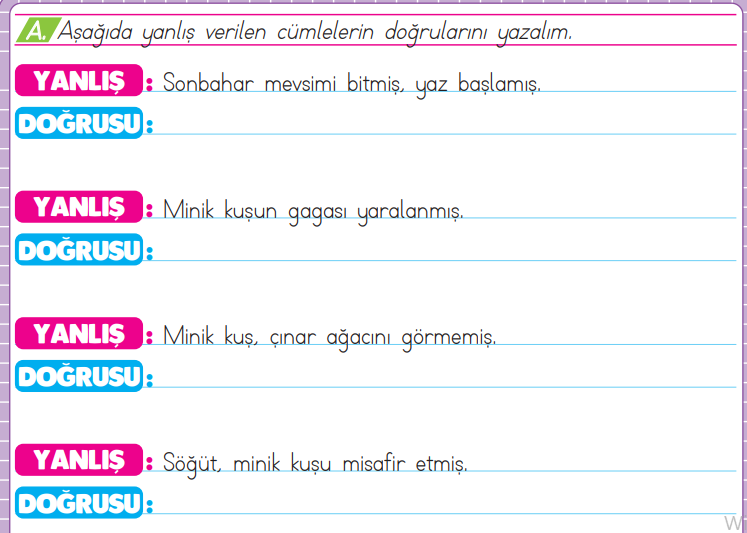 A. Aşağıda yanlış verilen cümlelerin doğrularını yazalım.
YANLIŞ : Sonbahar mevsimi bitmiş, yaz başlamış.
DOĞRUSU :
YANLIŞ : Minik kuşun gagası yaralanmış.
DOĞRUSU :
YANLIŞ : Minik kuş, çınar ağacını görmemiş.
DOĞRUSU :
YANLIŞ : Söğüt, minik kuşu misafir etmiş.
DOĞRUSU :
W